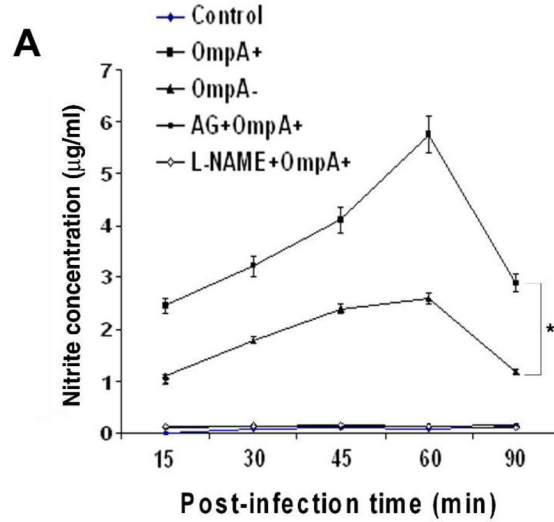 A
Control
OmpA+
OmpA-
AG+OmpA+
L-NAME+OmpA+
Nitrite concentration (µg/ml)
7
6
5
4
3
2
1
0
*
15 30 45 60 90
Post-infection time (min)